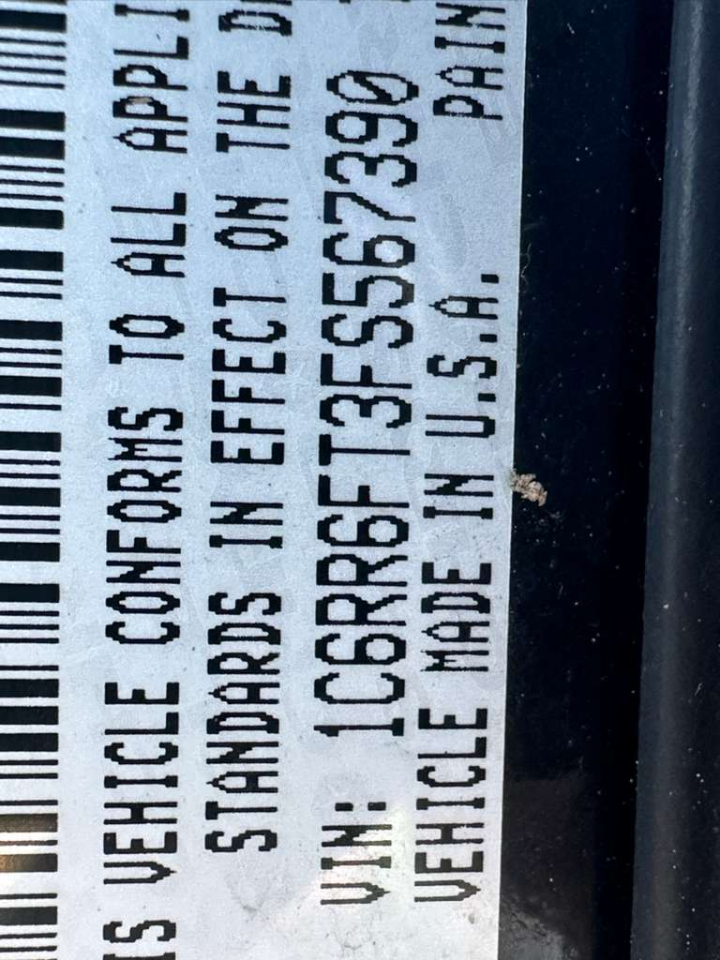 IS VEHICLE CONFORMS TO ALL APPLI
STANDARDS IN EFFECT ON THE D
VIN: 1C6RR6FT3FS567390
VEHICLE MADE IN U.S.A. PAIN